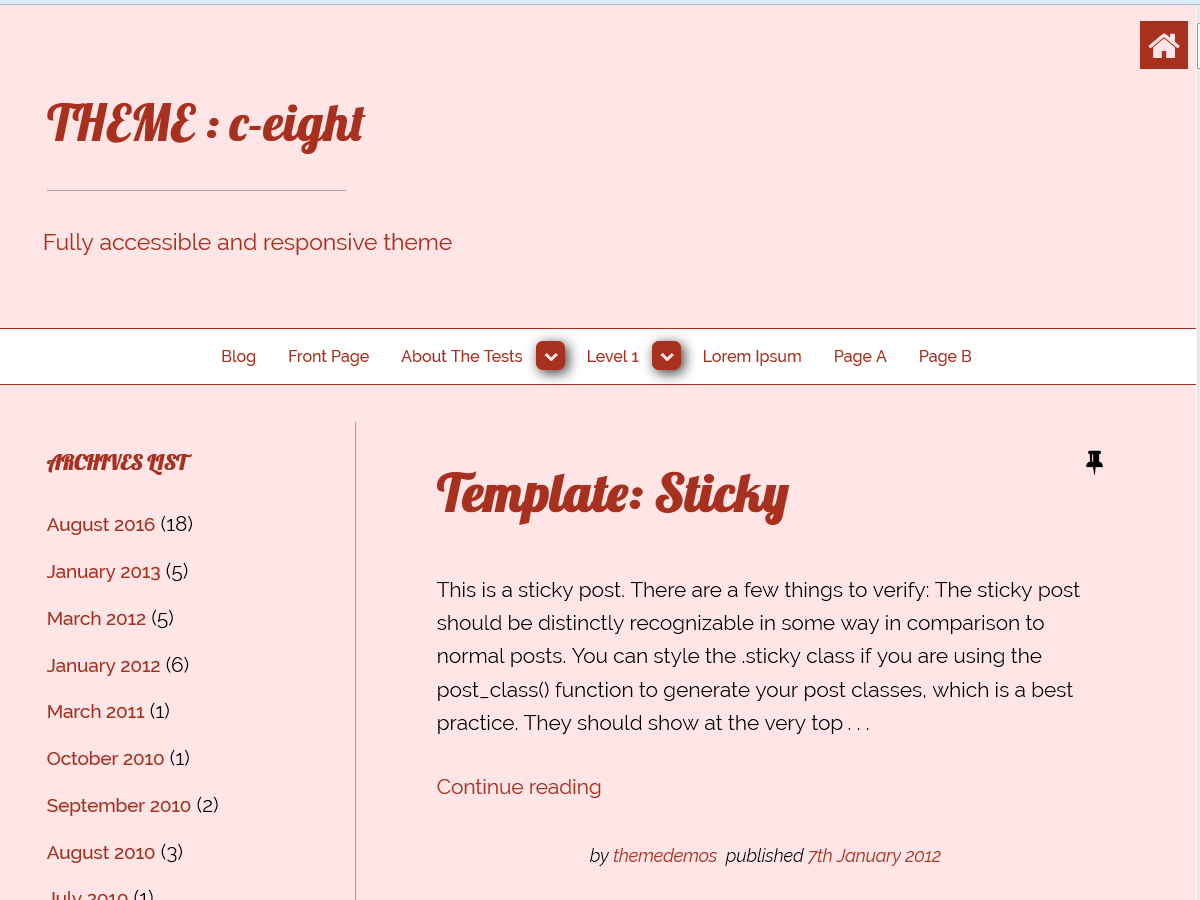 THEME : c-eight
Fully accessible and responsive theme
Blog Front Page About The Tests Level 1 Lorem Ipsum Page A Page B
ARCHIVES LIST
August 2016 (18)
January 2013 (5)
March 2012 (5)
January 2012 (6)
March 2011 (1)
October 2010 (1)
September 2010 (2)
August 2010 (3)
July 2010 (1)
Template: Sticky
This is a sticky post. There are a few things to verify: The sticky post
should be distinctly recognizable in some way in comparison to
normal posts. You can style the .sticky class if you are using the
post_class() function to generate your post classes, which is a best
practice. They should show at the very top . . .
Continue reading
by themedemos published 7th January 2012